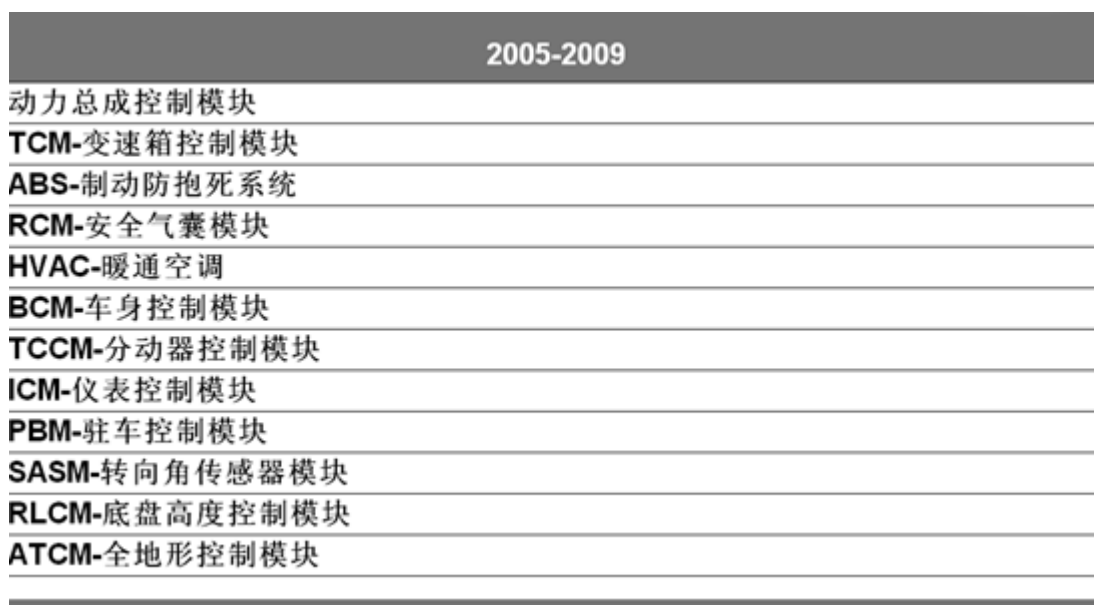 2005-2009
动力总成控制模块
TCM-变速箱控制模块
ABS-制动防抱死系统
RCM-安全气囊模块
HVAC-暖通空调
BCM-车身控制模块
TCCM-分动器控制模块
ICM-仪表控制模块
PBM-驻车控制模块
SASM-转向角传感器模块
RLCM-底盘高度控制模块
ATCM-全地形控制模块